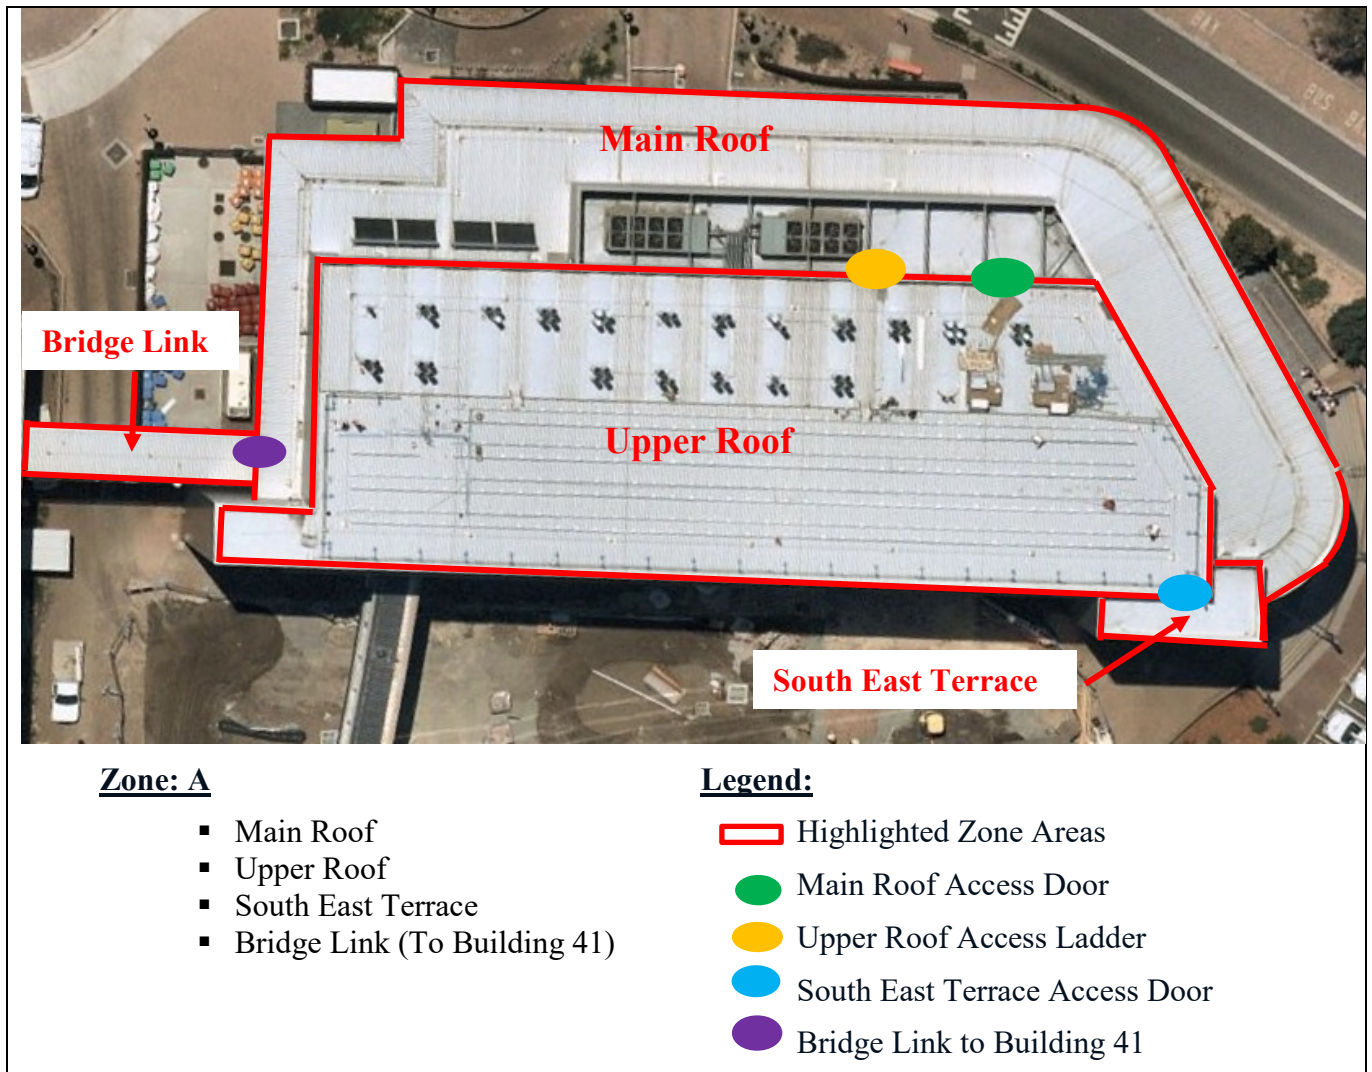 Main Roof
Bridge Link
Upper Roof
South East Terrace
Zone: A
▪ Main Roof
▪ Upper Roof
▪ South East Terrace
▪ Bridge Link (To Building 41)
Legend:
Highlighted Zone Areas
Main Roof Access Door
Upper Roof Access Ladder
South East Terrace Access Door
Bridge Link to Building 41
BUS